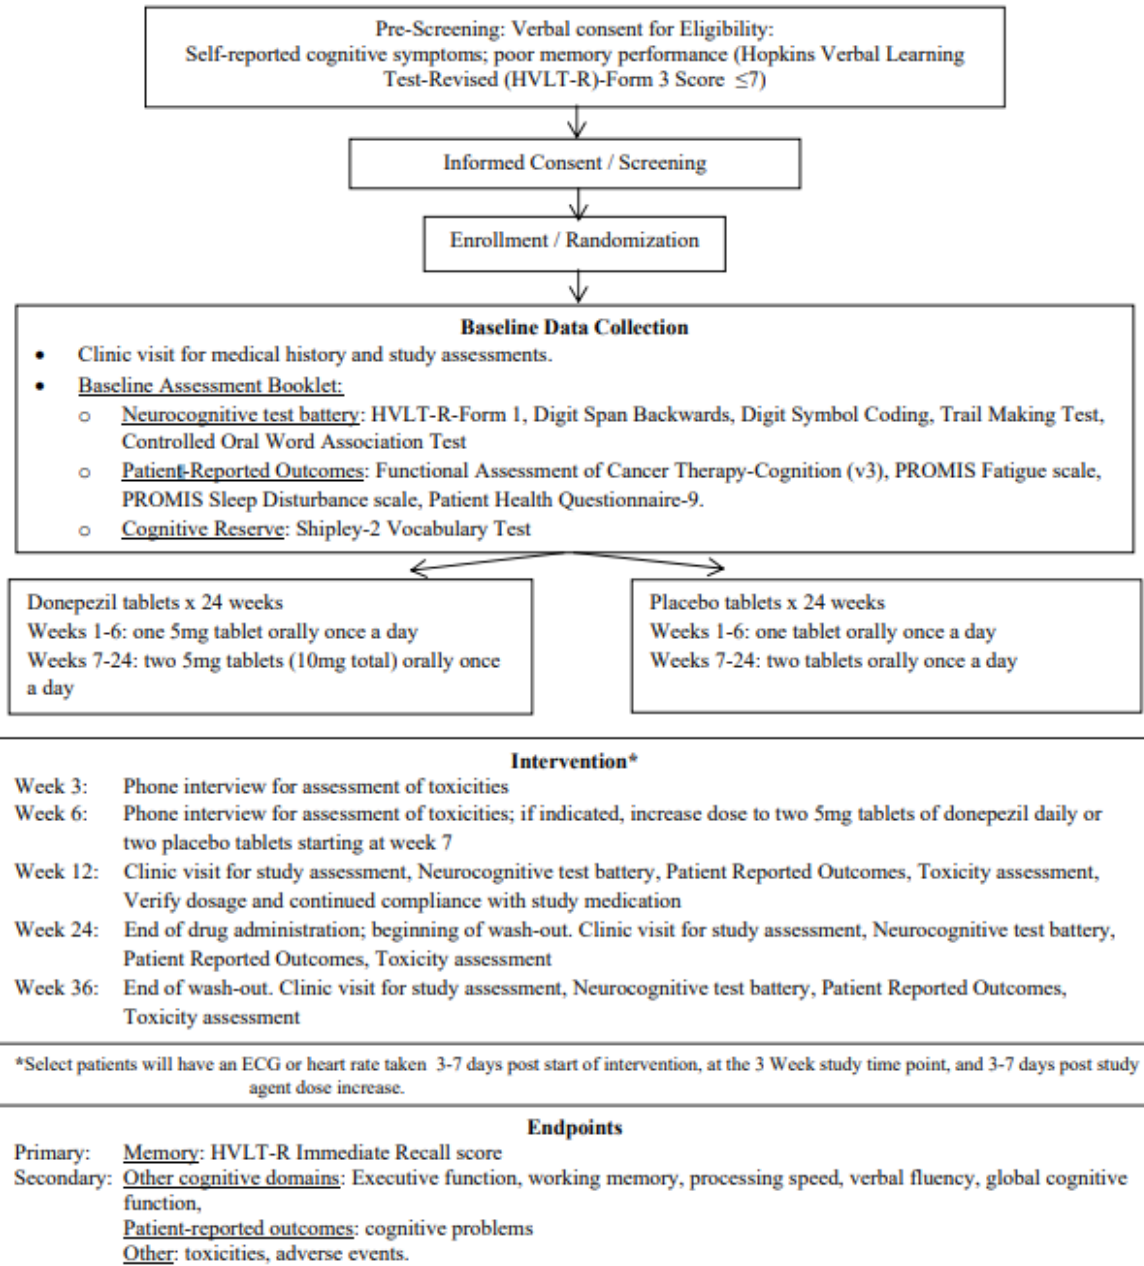 Pre-Screening: Verbal consent for Eligibility:
Self-reported cognitive symptoms; poor memory performance (Hopkins Verbal Learning
Test-Revised (HVLT-R)-Form 3 Score ≤7)
Informed Consent / Screening
Enrollment / Randomization
Baseline Data Collection
• Clinic visit for medical history and study assessments.
• Baseline Assessment Booklet:
o Neurocognitive test battery: HVLT-R-Form 1, Digit Span Backwards, Digit Symbol Coding, Trail Making Test,
Controlled Oral Word Association Test
o Patient-Reported Outcomes: Functional Assessment of Cancer Therapy-Cognition (v3), PROMIS Fatigue scale,
PROMIS Sleep Disturbance scale, Patient Health Questionnaire-9.
o Cognitive Reserve: Shipley-2 Vocabulary Test
Donepezil tablets x 24 weeks
Weeks 1-6: one 5mg tablet orally once a day
Weeks 7-24: two 5mg tablets (10mg total) orally once
a day
Placebo tablets x 24 weeks
Weeks 1-6: one tablet orally once a day
Weeks 7-24: two tablets orally once a day
Intervention*
Week 3: Phone interview for assessment of toxicities
Week 6: Phone interview for assessment of toxicities; if indicated, increase dose to two 5mg tablets of donepezil daily or
two placebo tablets starting at week 7
Week 12: Clinic visit for study assessment, Neurocognitive test battery, Patient Reported Outcomes, Toxicity assessment,
Verify dosage and continued compliance with study medication
Week 24: End of drug administration; beginning of wash-out. Clinic visit for study assessment, Neurocognitive test battery,
Patient Reported Outcomes, Toxicity assessment
Week 36: End of wash-out. Clinic visit for study assessment, Neurocognitive test battery, Patient Reported Outcomes,
Toxicity assessment
*Select patients will have an ECG or heart rate taken 3-7 days post start of intervention, at the 3 Week study time point, and 3-7 days post study
agent dose increase.
Endpoints
Primary: Memory: HVLT-R Immediate Recall score
Secondary: Other cognitive domains: Executive function, working memory, processing speed, verbal fluency, global cognitive
function,
Patient-reported outcomes: cognitive problems
Other: toxicities, adverse events.